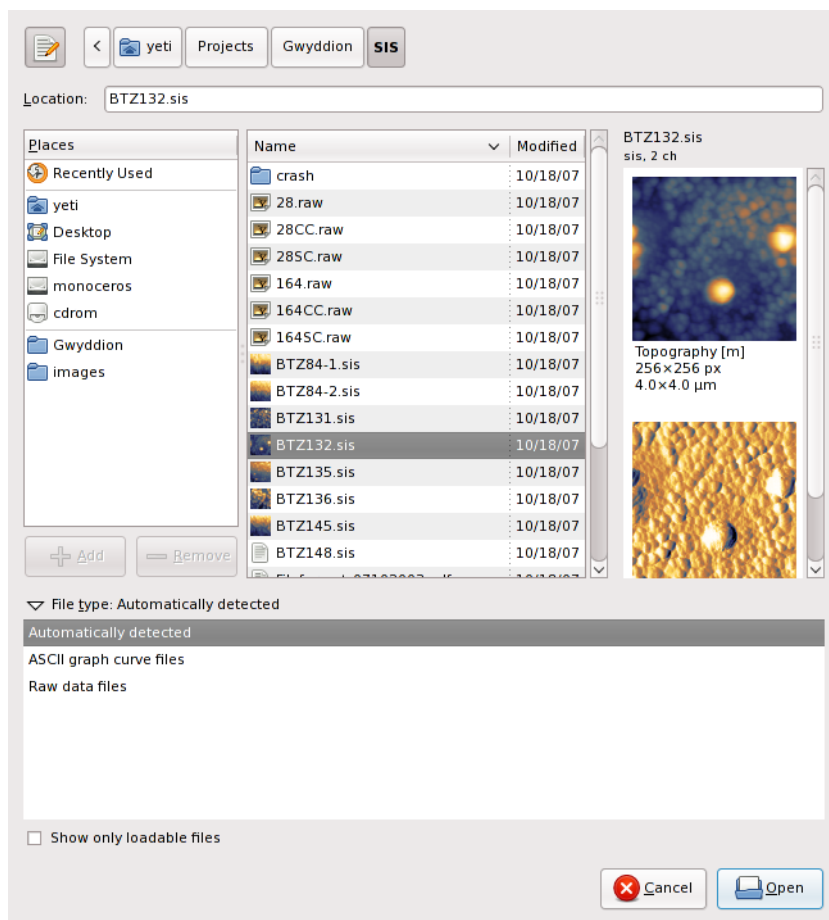 < yeti Projects Gwyddion SIS
Location: BTZ132.sis
Places
Recently Used
yeti
Desktop
File System
monoceros
cdrom
Gwyddion
images
Add Remove
Name Modified
crash 10/18/07
28.raw 10/18/07
28CC.raw 10/18/07
28SC.raw 10/18/07
164.raw 10/18/07
164CC.raw 10/18/07
164SC.raw 10/18/07
BTZ84-1.sis 10/18/07
BTZ84-2.sis 10/18/07
BTZ131.sis 10/18/07
BTZ132.sis 10/18/07
BTZ135.sis 10/18/07
BTZ136.sis 10/18/07
BTZ145.sis 10/18/07
BTZ148.sis 10/18/07
BTZ132.sis
sis, 2 ch
Topography [m]
256×256 px
4.0×4.0 µm
File type: Automatically detected
Automatically detected
ASCII graph curve files
Raw data files
Show only loadable files
Cancel Open